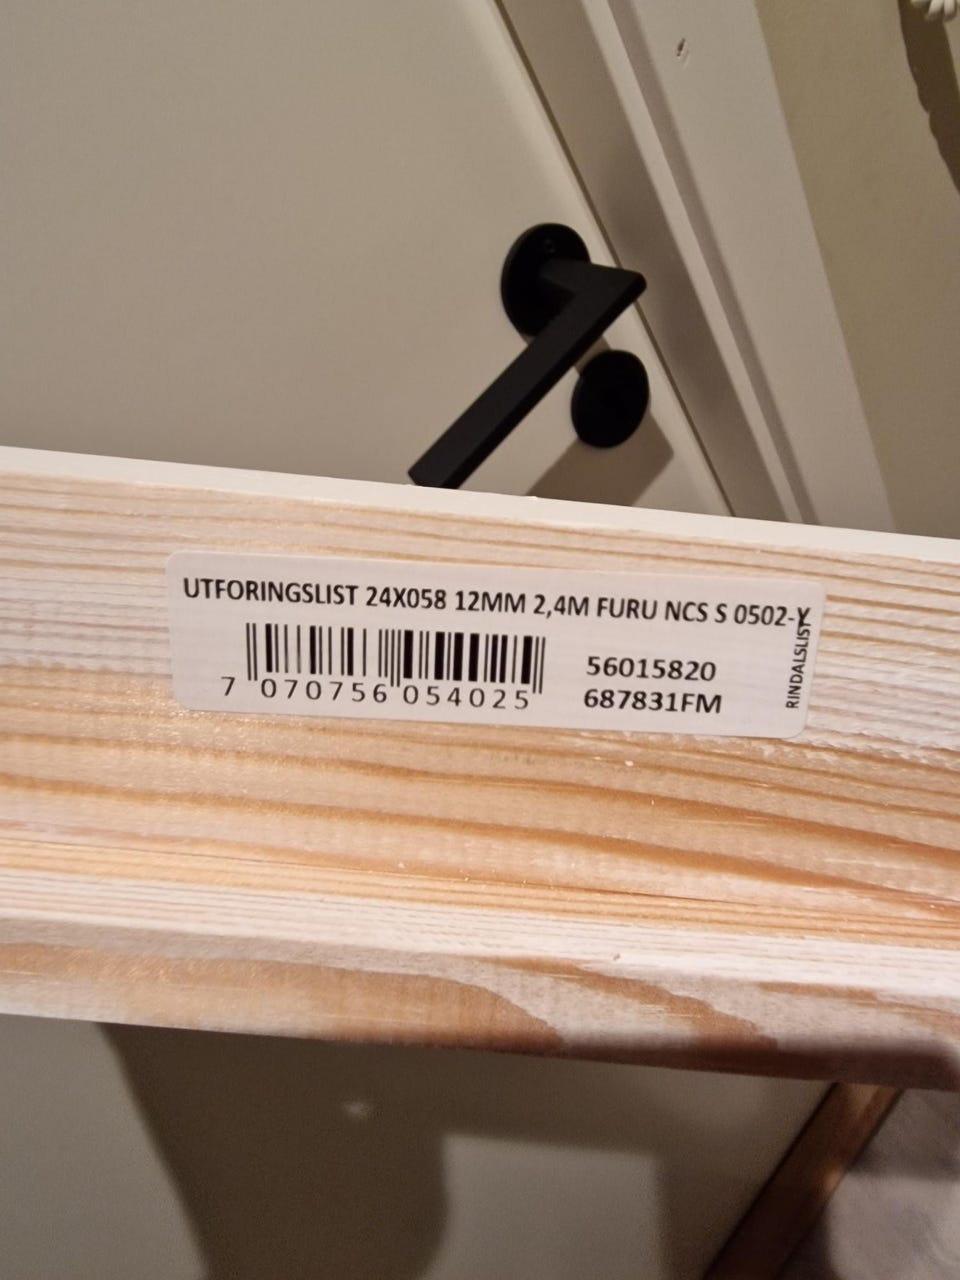 UTFORINGSLIST 24X058 12MM 2,4M FURU NCS S 0502-Y
7 070756 054025
56015820
687831FM
RINDALSLIST